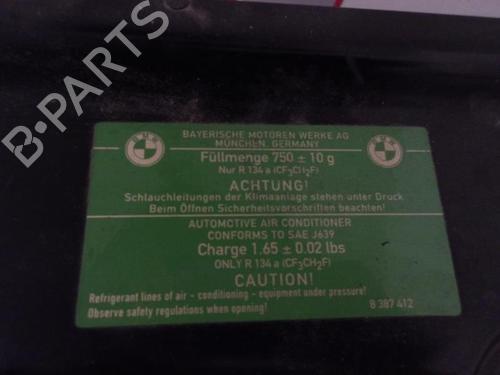 B-PARTS
BMW
BMW
BAYERISCHE MOTOREN WERKE AG
MÜNCHEN, GERMANY
Füllmenge 750 ± 10 g
Nur R 134 a (CF3CH2F)
ACHTUNG!
Schlauchleitungen der Klimaanlage stehen unter Druck
Beim Öffnen Sicherheitsvorschriften beachten!
AUTOMOTIVE AIR CONDITIONER
CONFORMS TO SAE J639
Charge 1.65 ± 0.02 lbs
ONLY R 134 a (CF3CH2F)
CAUTION!
Refrigerant lines of air - conditioning - equipment under pressure!
Observe safety regulations when opening!
8 387 412